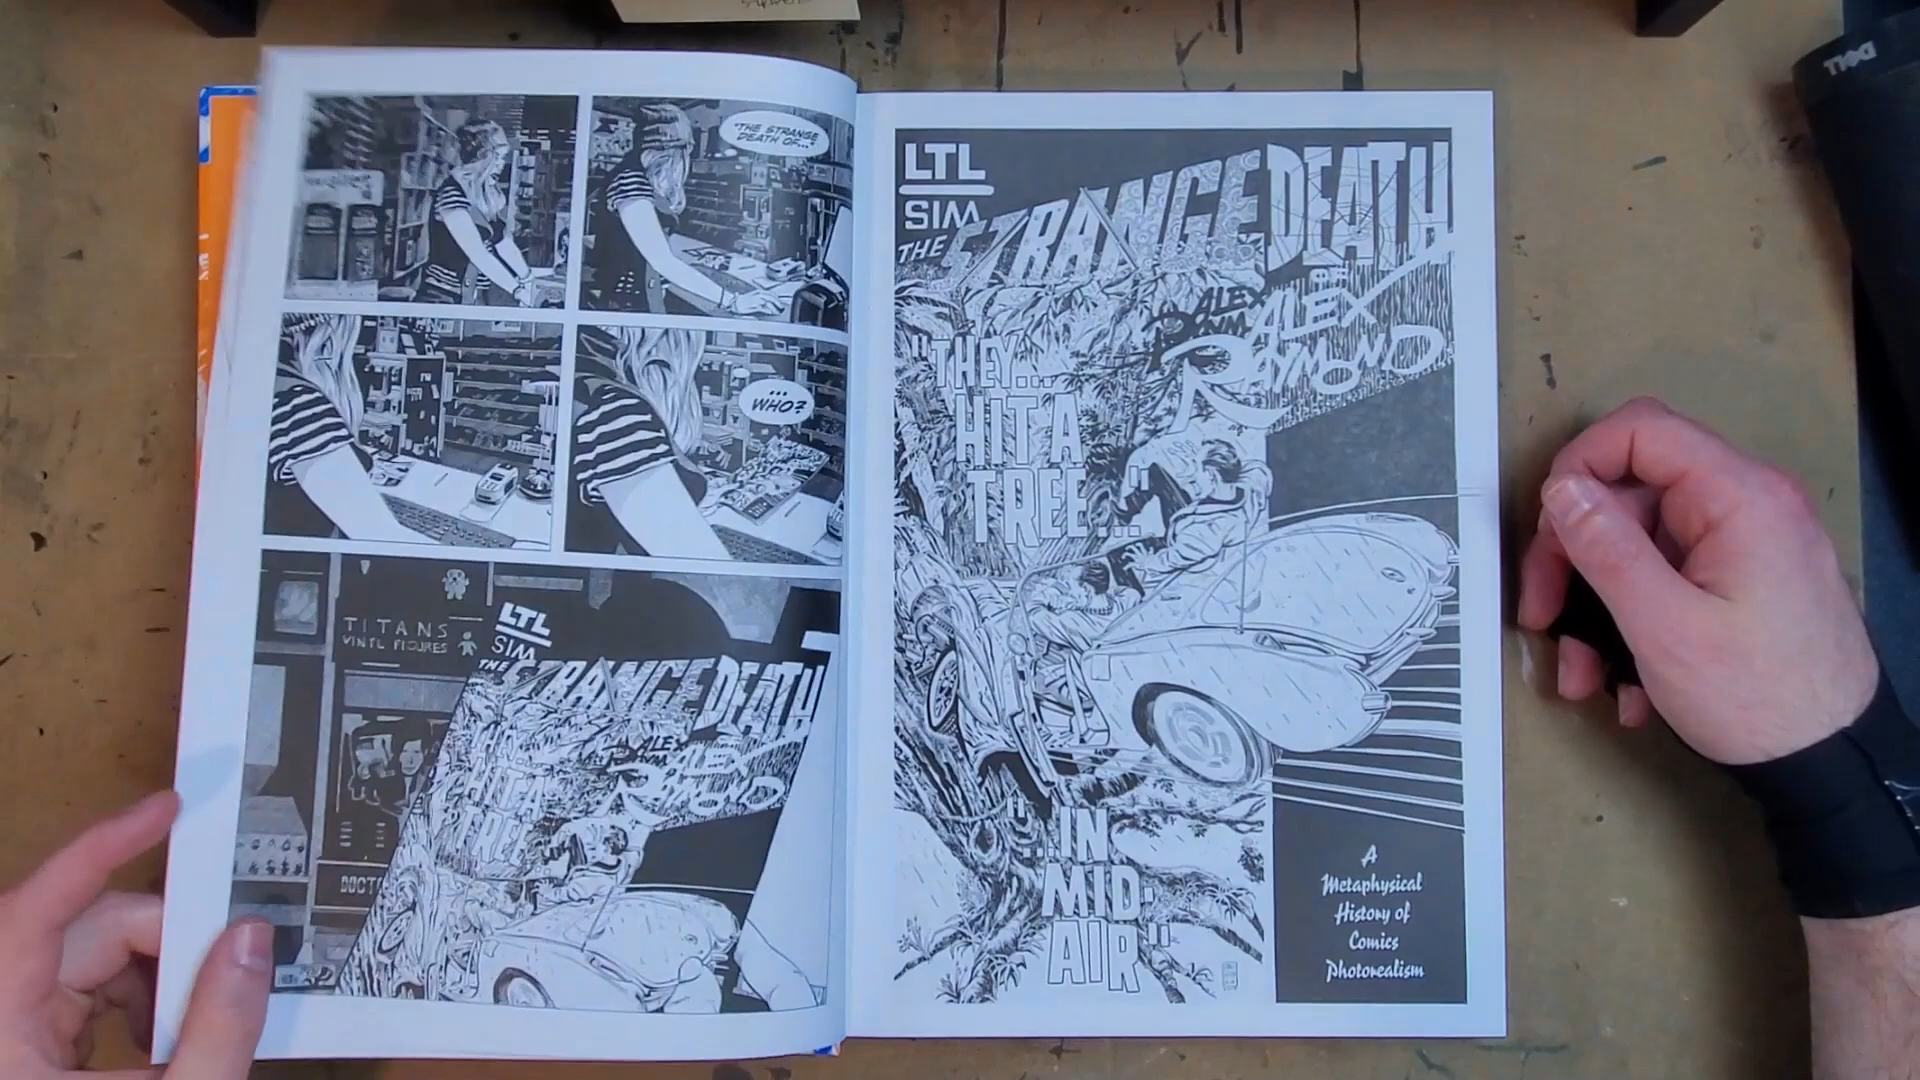 "THE STRANGE
DEATH OF..."
...
WHO?
TITANS
VINYL FIGURES
LTL
SIM
THE STRANGE DEATH
ALEX
ALEX
RAYMOND
THEY...
HIT A
TREE
LTL
SIM
THE STRANGE DEATH
OF
ALEX
ALEX
RAYMOND
"THEY...
HIT A
TREE..."
"...IN
MID-
AIR"
A
Metaphysical
History of
Comics
Photorealism
DELL